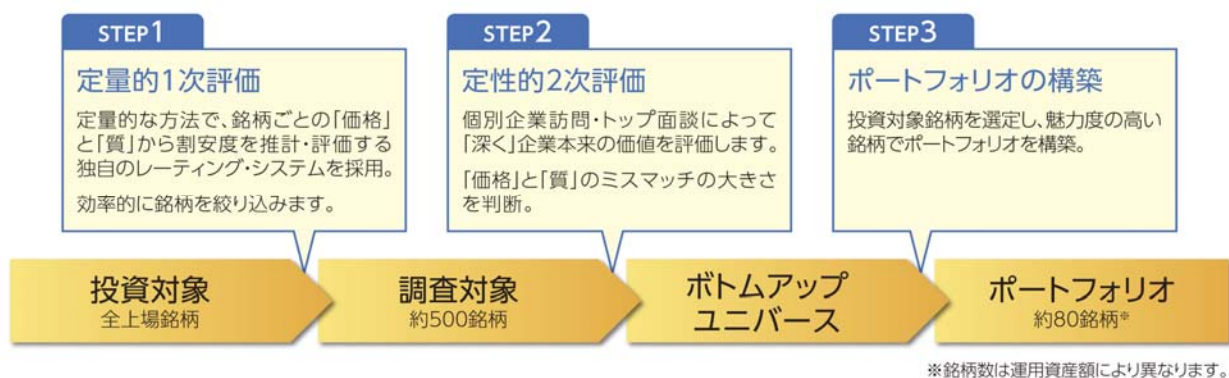 STEP1
定量的1次評価
定量的な方法で、銘柄ごとの「価格」
と「質」から割安度を推計・評価する
独自のレーティング・システムを採用。
効率的に銘柄を絞り込みます。
STEP2
定性的2次評価
個別企業訪問・トップ面談によって
「深く」企業本来の価値を評価します。
「価格」と「質」のミスマッチの大きさ
を判断。
STEP3
ポートフォリオの構築
投資対象銘柄を選定し、魅力度の高い
銘柄でポートフォリオを構築。
投資対象
全上場銘柄
調査対象
約500銘柄
ボトムアップ
ユニバース
ポートフォリオ
約80銘柄※
※銘柄数は運用資産額により異なります。